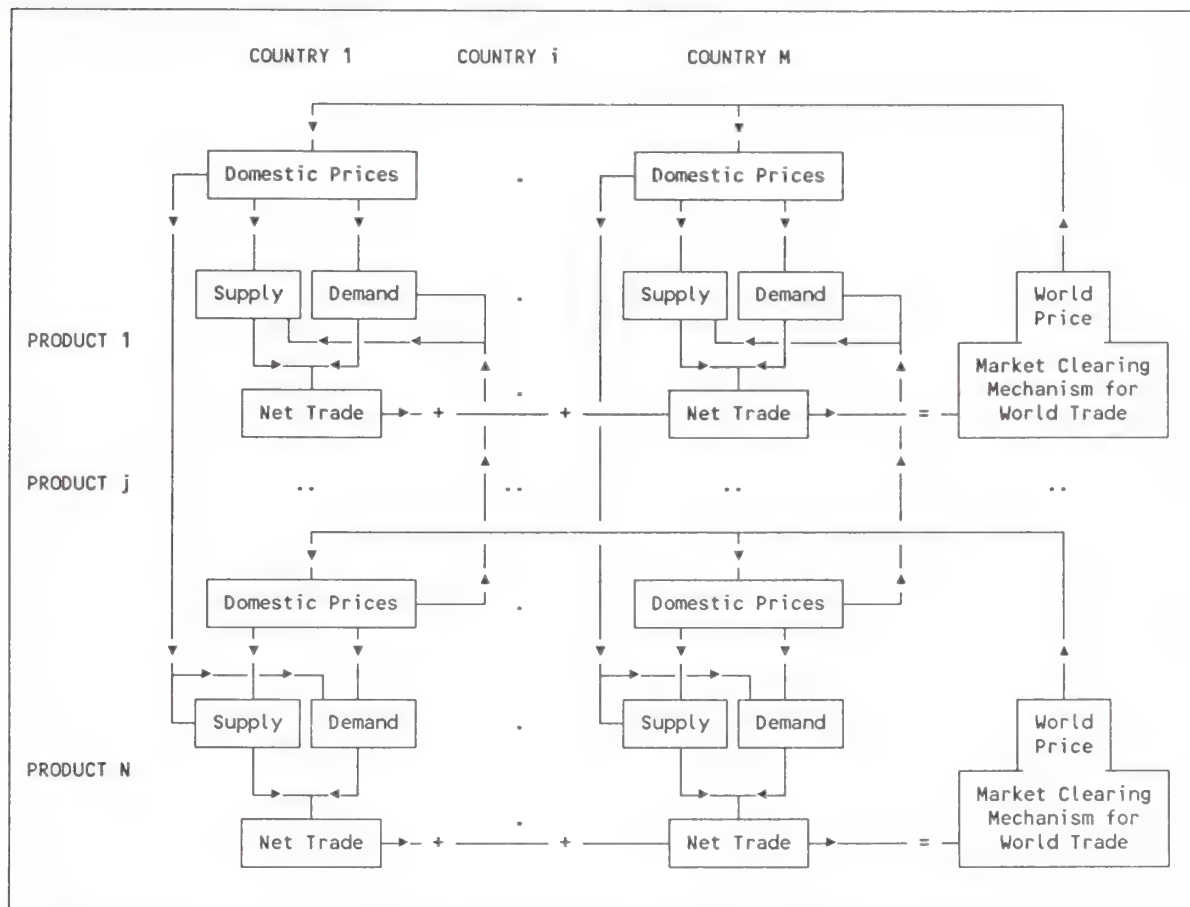 COUNTRY 1 COUNTRY i COUNTRY M
Domestic Prices . Domestic Prices
Supply Demand . Supply Demand World
Price
PRODUCT 1
Market Clearing
Mechanism for
World Trade
.
Net Trade + + Net Trade =
PRODUCT j .. .. .. ..
Domestic Prices . Domestic Prices
Supply Demand . Supply Demand World
Price
PRODUCT N
Market Clearing
Mechanism for
World Trade
.
Net Trade + + Net Trade =